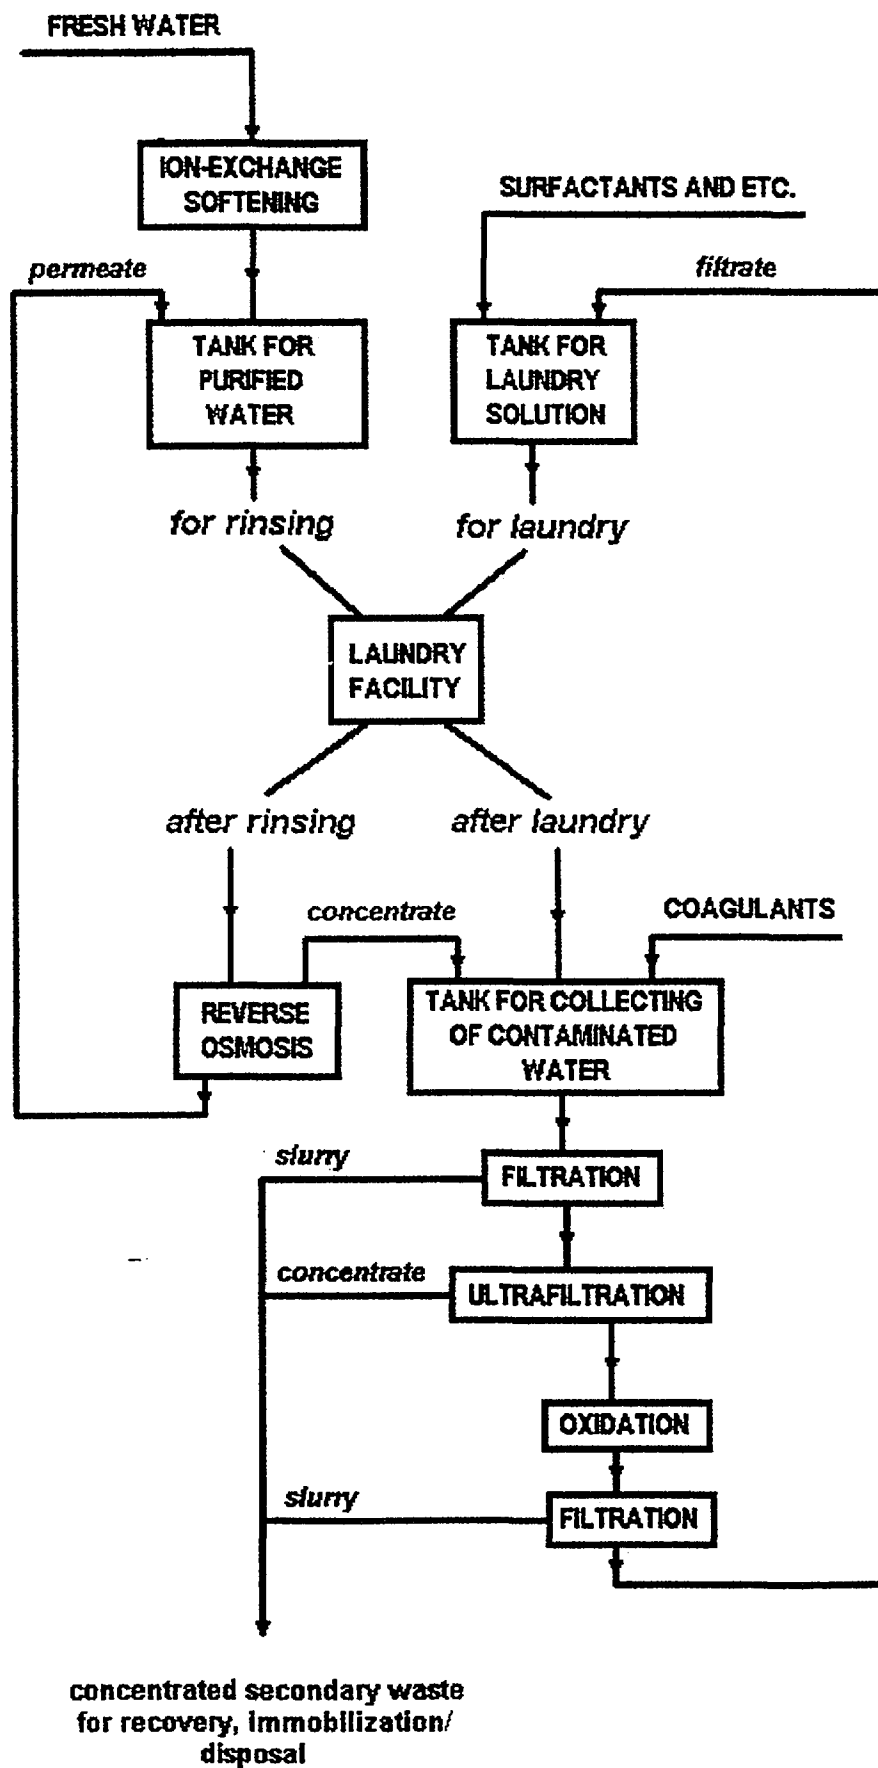 FRESH WATER
ION-EXCHANGE
SOFTENING
SURFACTANTS AND ETC.
permeate
filtrate
TANK FOR
PURIFIED
WATER
TANK FOR
LAUNDRY
SOLUTION
for rinsing
for laundry
LAUNDRY
FACILITY
after rinsing
after laundry
concentrate
COAGULANTS
REVERSE
OSMOSIS
TANK FOR COLLECTING
OF CONTAMINATED
WATER
slurry
FILTRATION
concentrate
ULTRAFILTRATION
OXIDATION
slurry
FILTRATION
concentrated secondary waste
for recovery, immobilization/
disposal